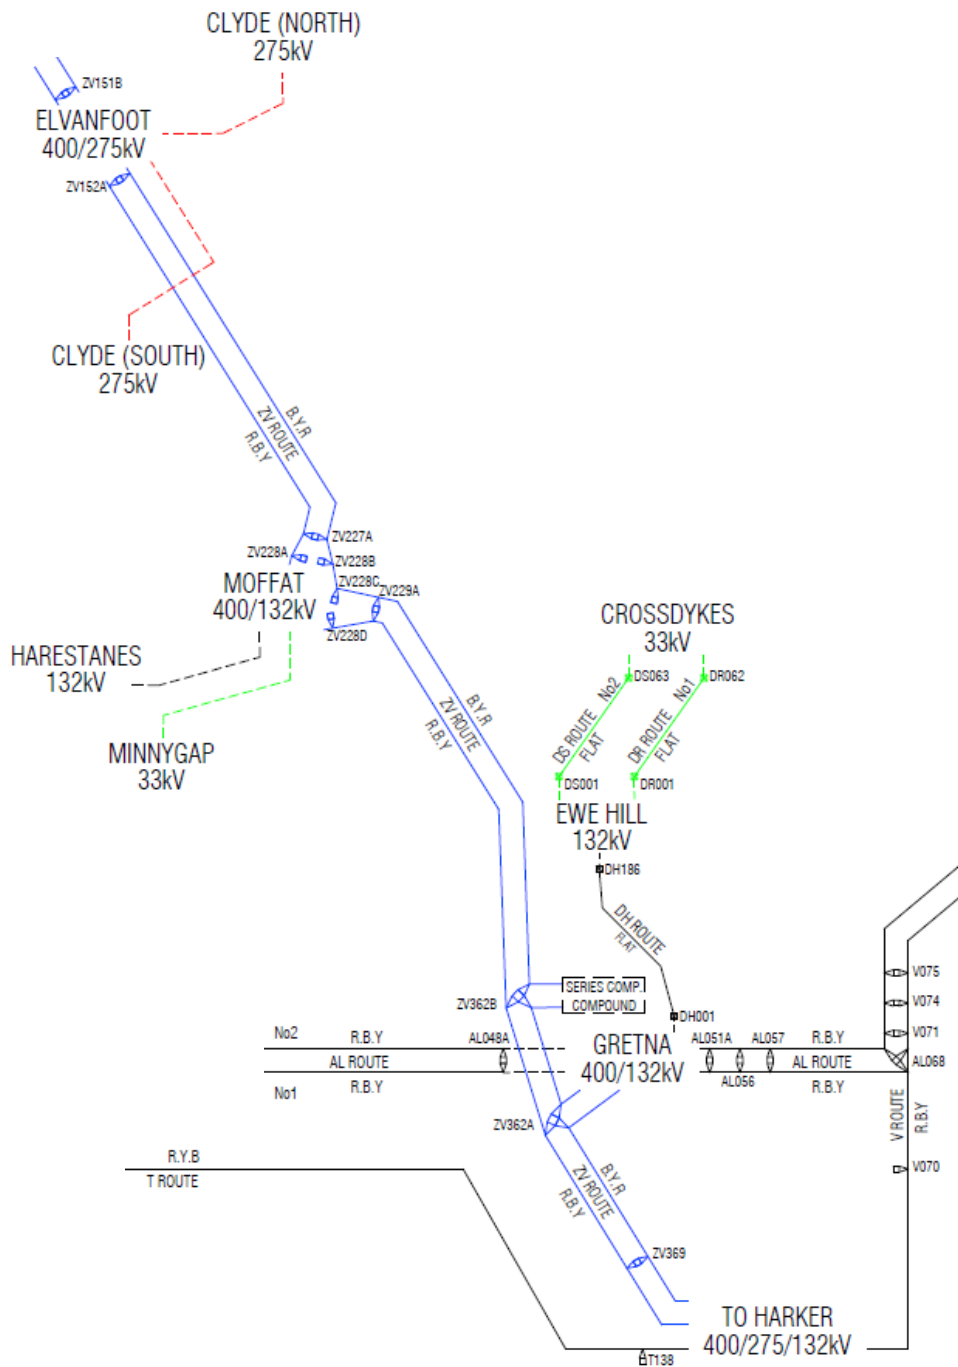 CLYDE (NORTH)
275kV
ZV151B
ELVANFOOT
400/275kV
ZV152A
CLYDE (SOUTH)
275kV
B.Y.R
ZV ROUTE
R.B.Y
ZV227A
ZV228A
ZV228B
MOFFAT
400/132kV
ZV228C
ZV229A
ZV228D
HARESTANES
132kV
MINNYGAP
33kV
B.Y.R
ZV ROUTE
R.B.Y
CROSSDYKES
33kV
DS063
DR062
No2
No1
DS ROUTE
FLAT
DR ROUTE
FLAT
DS001
DR001
EWE HILL
132kV
DH186
DH ROUTE
FLAT
DH001
SERIES COMP.
COMPOUND
ZV362B
V075
V074
V071
No2
R.B.Y
AL048A
AL ROUTE
No1
R.B.Y
GRETNA
400/132kV
AL051A
AL057
R.B.Y
AL ROUTE
AL056
R.B.Y
AL068
ZV362A
V ROUTE
R.B.Y
V070
R.Y.B
T ROUTE
B.Y.R
ZV ROUTE
R.B.Y
ZV369
TO HARKER
400/275/132kV
T138